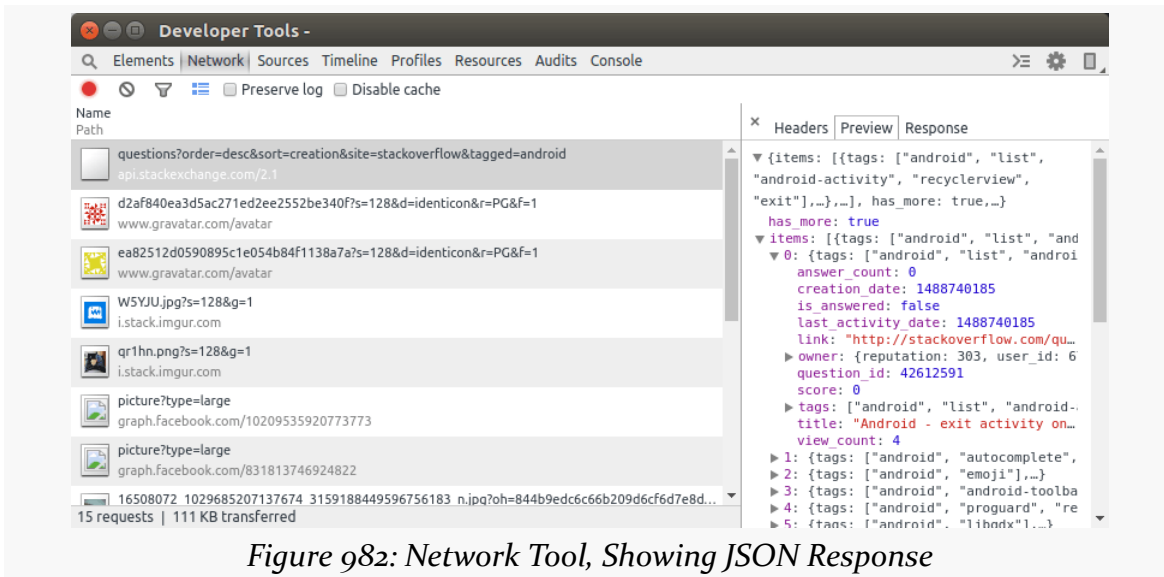 Developer Tools -
Elements Network Sources Timeline Profiles Resources Audits Console
Preserve log Disable cache
Name
Path
questions?order=desc&sort=creation&site=stackoverflow&tagged=android
api.stackexchange.com/2.1
d2af840ea3d5ac271ed2ee2552be340f?s=128&d=identicon&r=PG&f=1
www.gravatar.com/avatar
ea82512d0590895c1e054b84f1138a7a?s=128&d=identicon&r=PG&f=1
www.gravatar.com/avatar
W5YJU.jpg?s=128&g=1
i.stack.imgur.com
qr1hn.png?s=128&g=1
i.stack.imgur.com
picture?type=large
graph.facebook.com/10209535920773773
picture?type=large
graph.facebook.com/831813746924822
16508072_1029685207137674_3159188449596756183_n.jpg?oh=844b9edc6c66b209d6cf6d7e8d...
15 requests | 111 KB transferred
× Headers Preview Response
▼ {items: [{tags: ["android", "list",
"android-activity", "recyclerview",
"exit"],…},…], has_more: true,…}
has_more: true
▼ items: [{tags: ["android", "list", "and
▼ 0: {tags: ["android", "list", "androi
answer_count: 0
creation_date: 1488740185
is_answered: false
last_activity_date: 1488740185
link: "http://stackoverflow.com/qu…
▶ owner: {reputation: 303, user_id: 6
question_id: 42612591
score: 0
▶ tags: ["android", "list", "android-
title: "Android - exit activity on…
view_count: 4
▶ 1: {tags: ["autocomplete",
▶ 2: {tags: ["android", "emoji"],…}
▶ 3: {tags: ["android", "android-toolba
▶ 4: {tags: ["android", "proguard", "re
▶ 5: {tags: ["android", "libgdx"],…}
Figure 982: Network Tool, Showing JSON Response